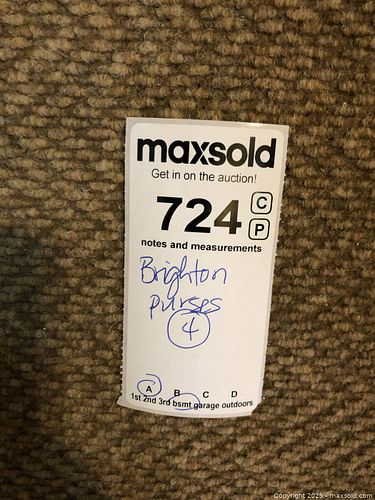 maxsold
Get in on the auction!
724 C P
notes and measurements
Brighton
purses
4
A B C D
1st 2nd 3rd bsmt garage outdoors
Copyright 2025 - maxsold.com